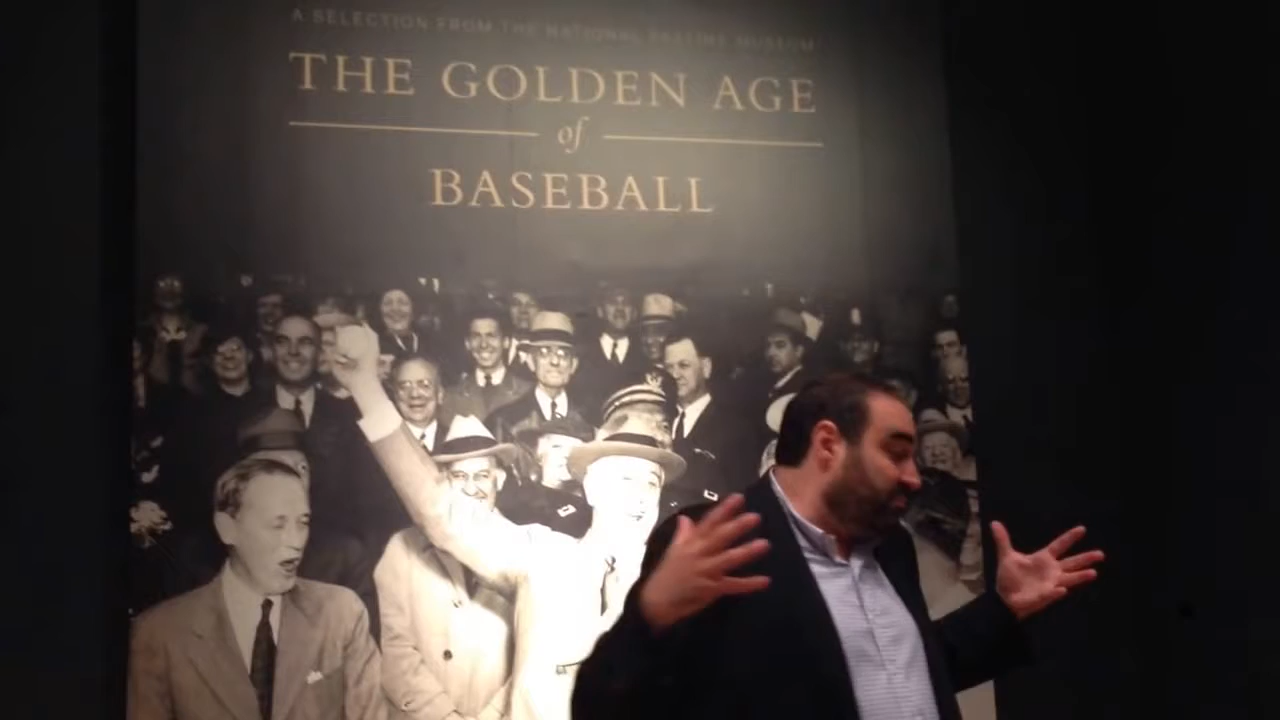 A SELECTION FROM THE NATIONAL PASTIME MUSEUM
THE GOLDEN AGE
of
BASEBALL